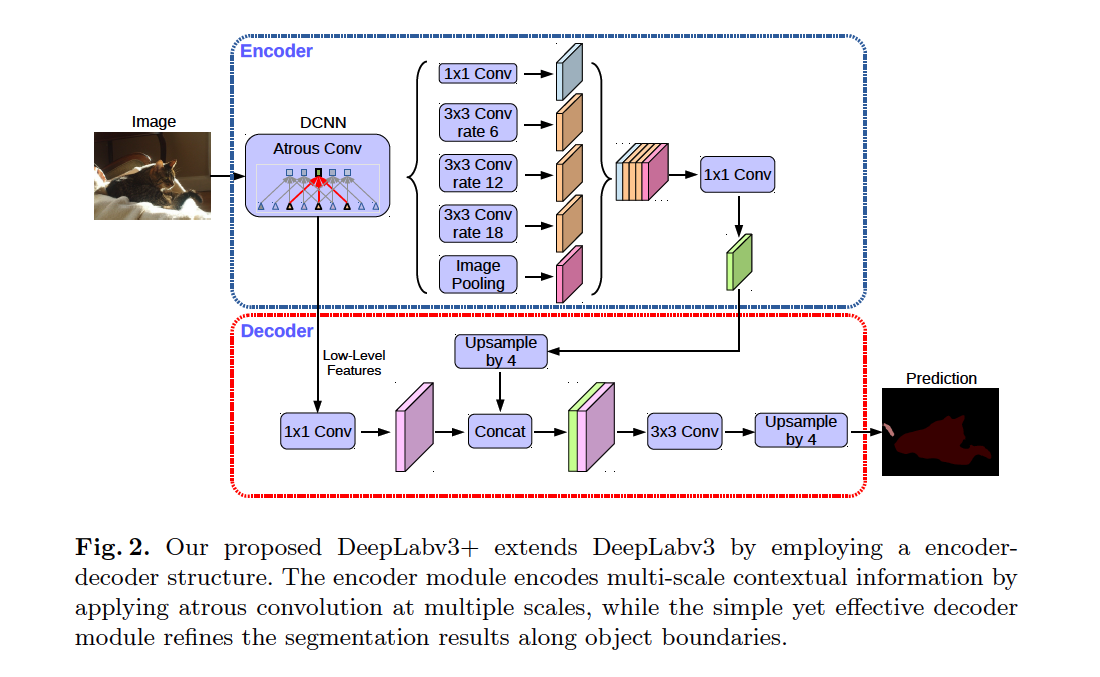 Encoder
Image
DCNN
Atrous Conv
1x1 Conv
3x3 Conv
rate 6
3x3 Conv
rate 12
3x3 Conv
rate 18
Image
Pooling
1x1 Conv
Decoder
Low-Level
Features
Upsample
by 4
1x1 Conv
Concat
3x3 Conv
Upsample
by 4
Prediction
Fig. 2. Our proposed DeepLabv3+ extends DeepLabv3 by employing a encoder-
decoder structure. The encoder module encodes multi-scale contextual information by
applying atrous convolution at multiple scales, while the simple yet effective decoder
module refines the segmentation results along object boundaries.